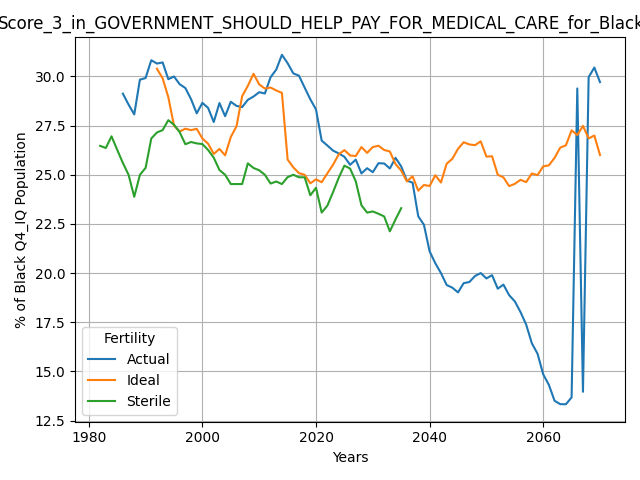 Score_3_in_GOVERNMENT_SHOULD_HELP_PAY_FOR_MEDICAL_CARE_for_Black
% of Black Q4_IQ Population
30.0
27.5
25.0
22.5
20.0
17.5
15.0
12.5
Fertility
Actual
Ideal
Sterile
1980
2000
2020
2040
2060
Years